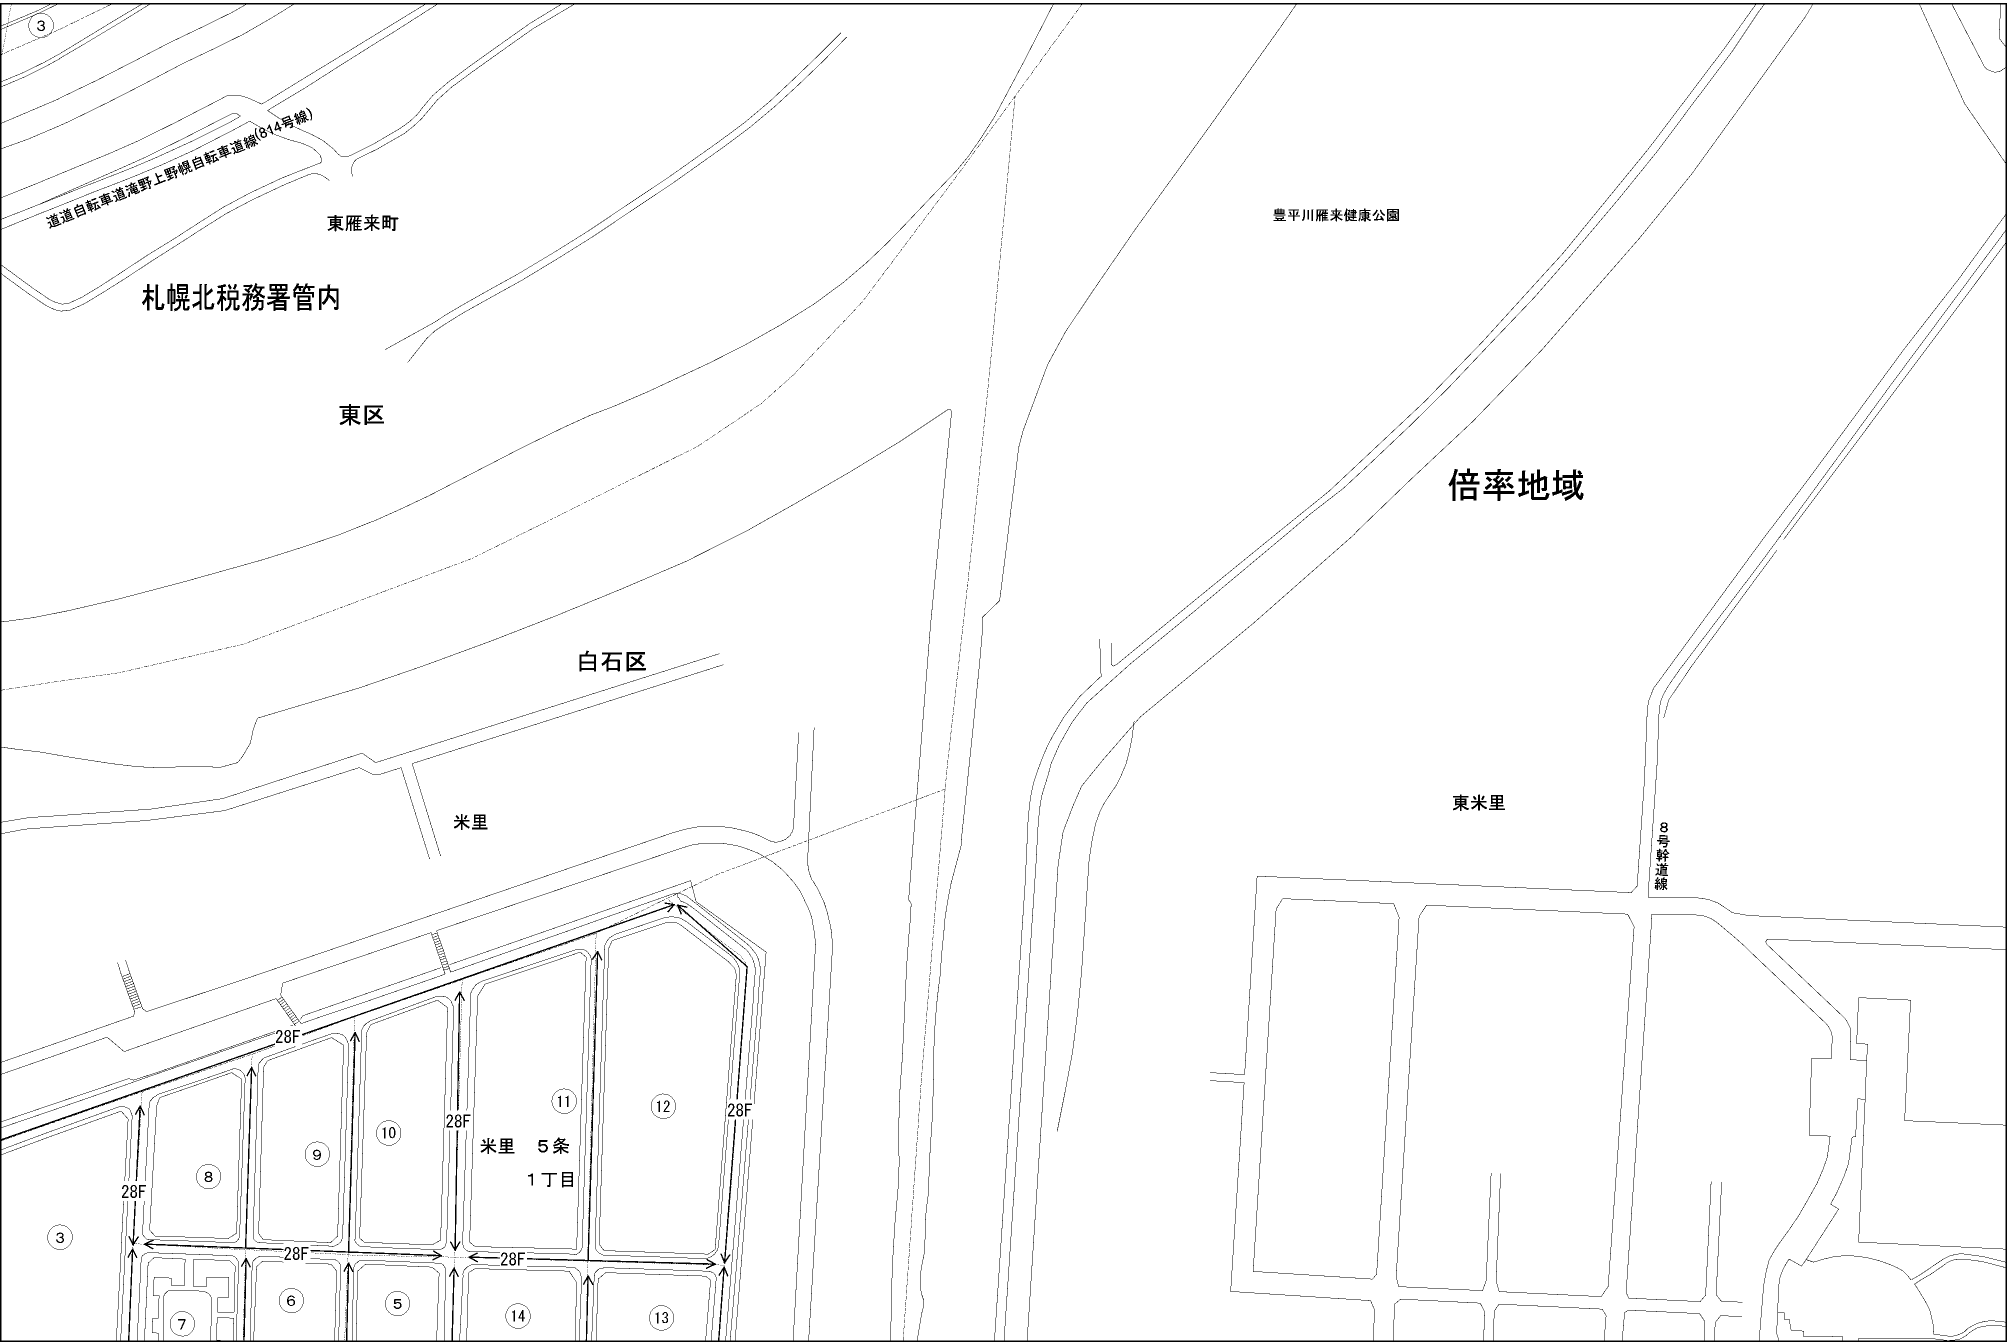 3
道道自転車道滝野上野幌自転車道線(814号線)
東雁来町
豊平川雁来健康公園
札幌北税務署管内
東区
倍率地域
白石区
米里
東米里
8号幹道線
28F
28F
28F
28F
28F
28F
11
12
10
米里 5条
1丁目
9
8
3
6
5
14
13
7